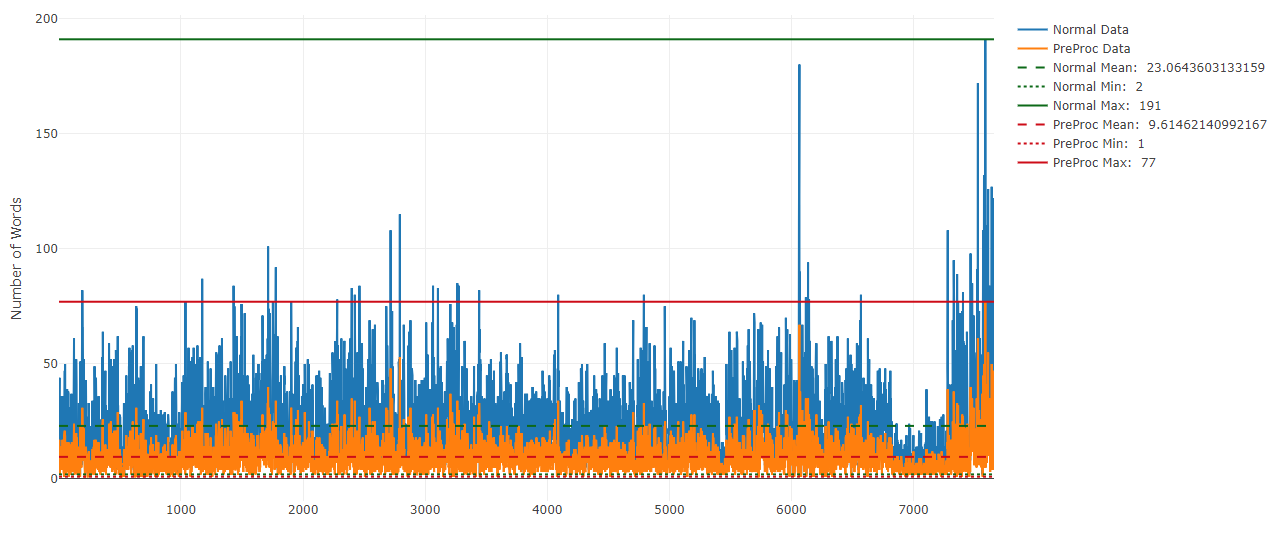 200
150
100
50
0
Number of Words
1000 2000 3000 4000 5000 6000 7000
Normal Data
PreProc Data
Normal Mean: 23.0643603133159
Normal Min: 2
Normal Max: 191
PreProc Mean: 9.61462140992167
PreProc Min: 1
PreProc Max: 77